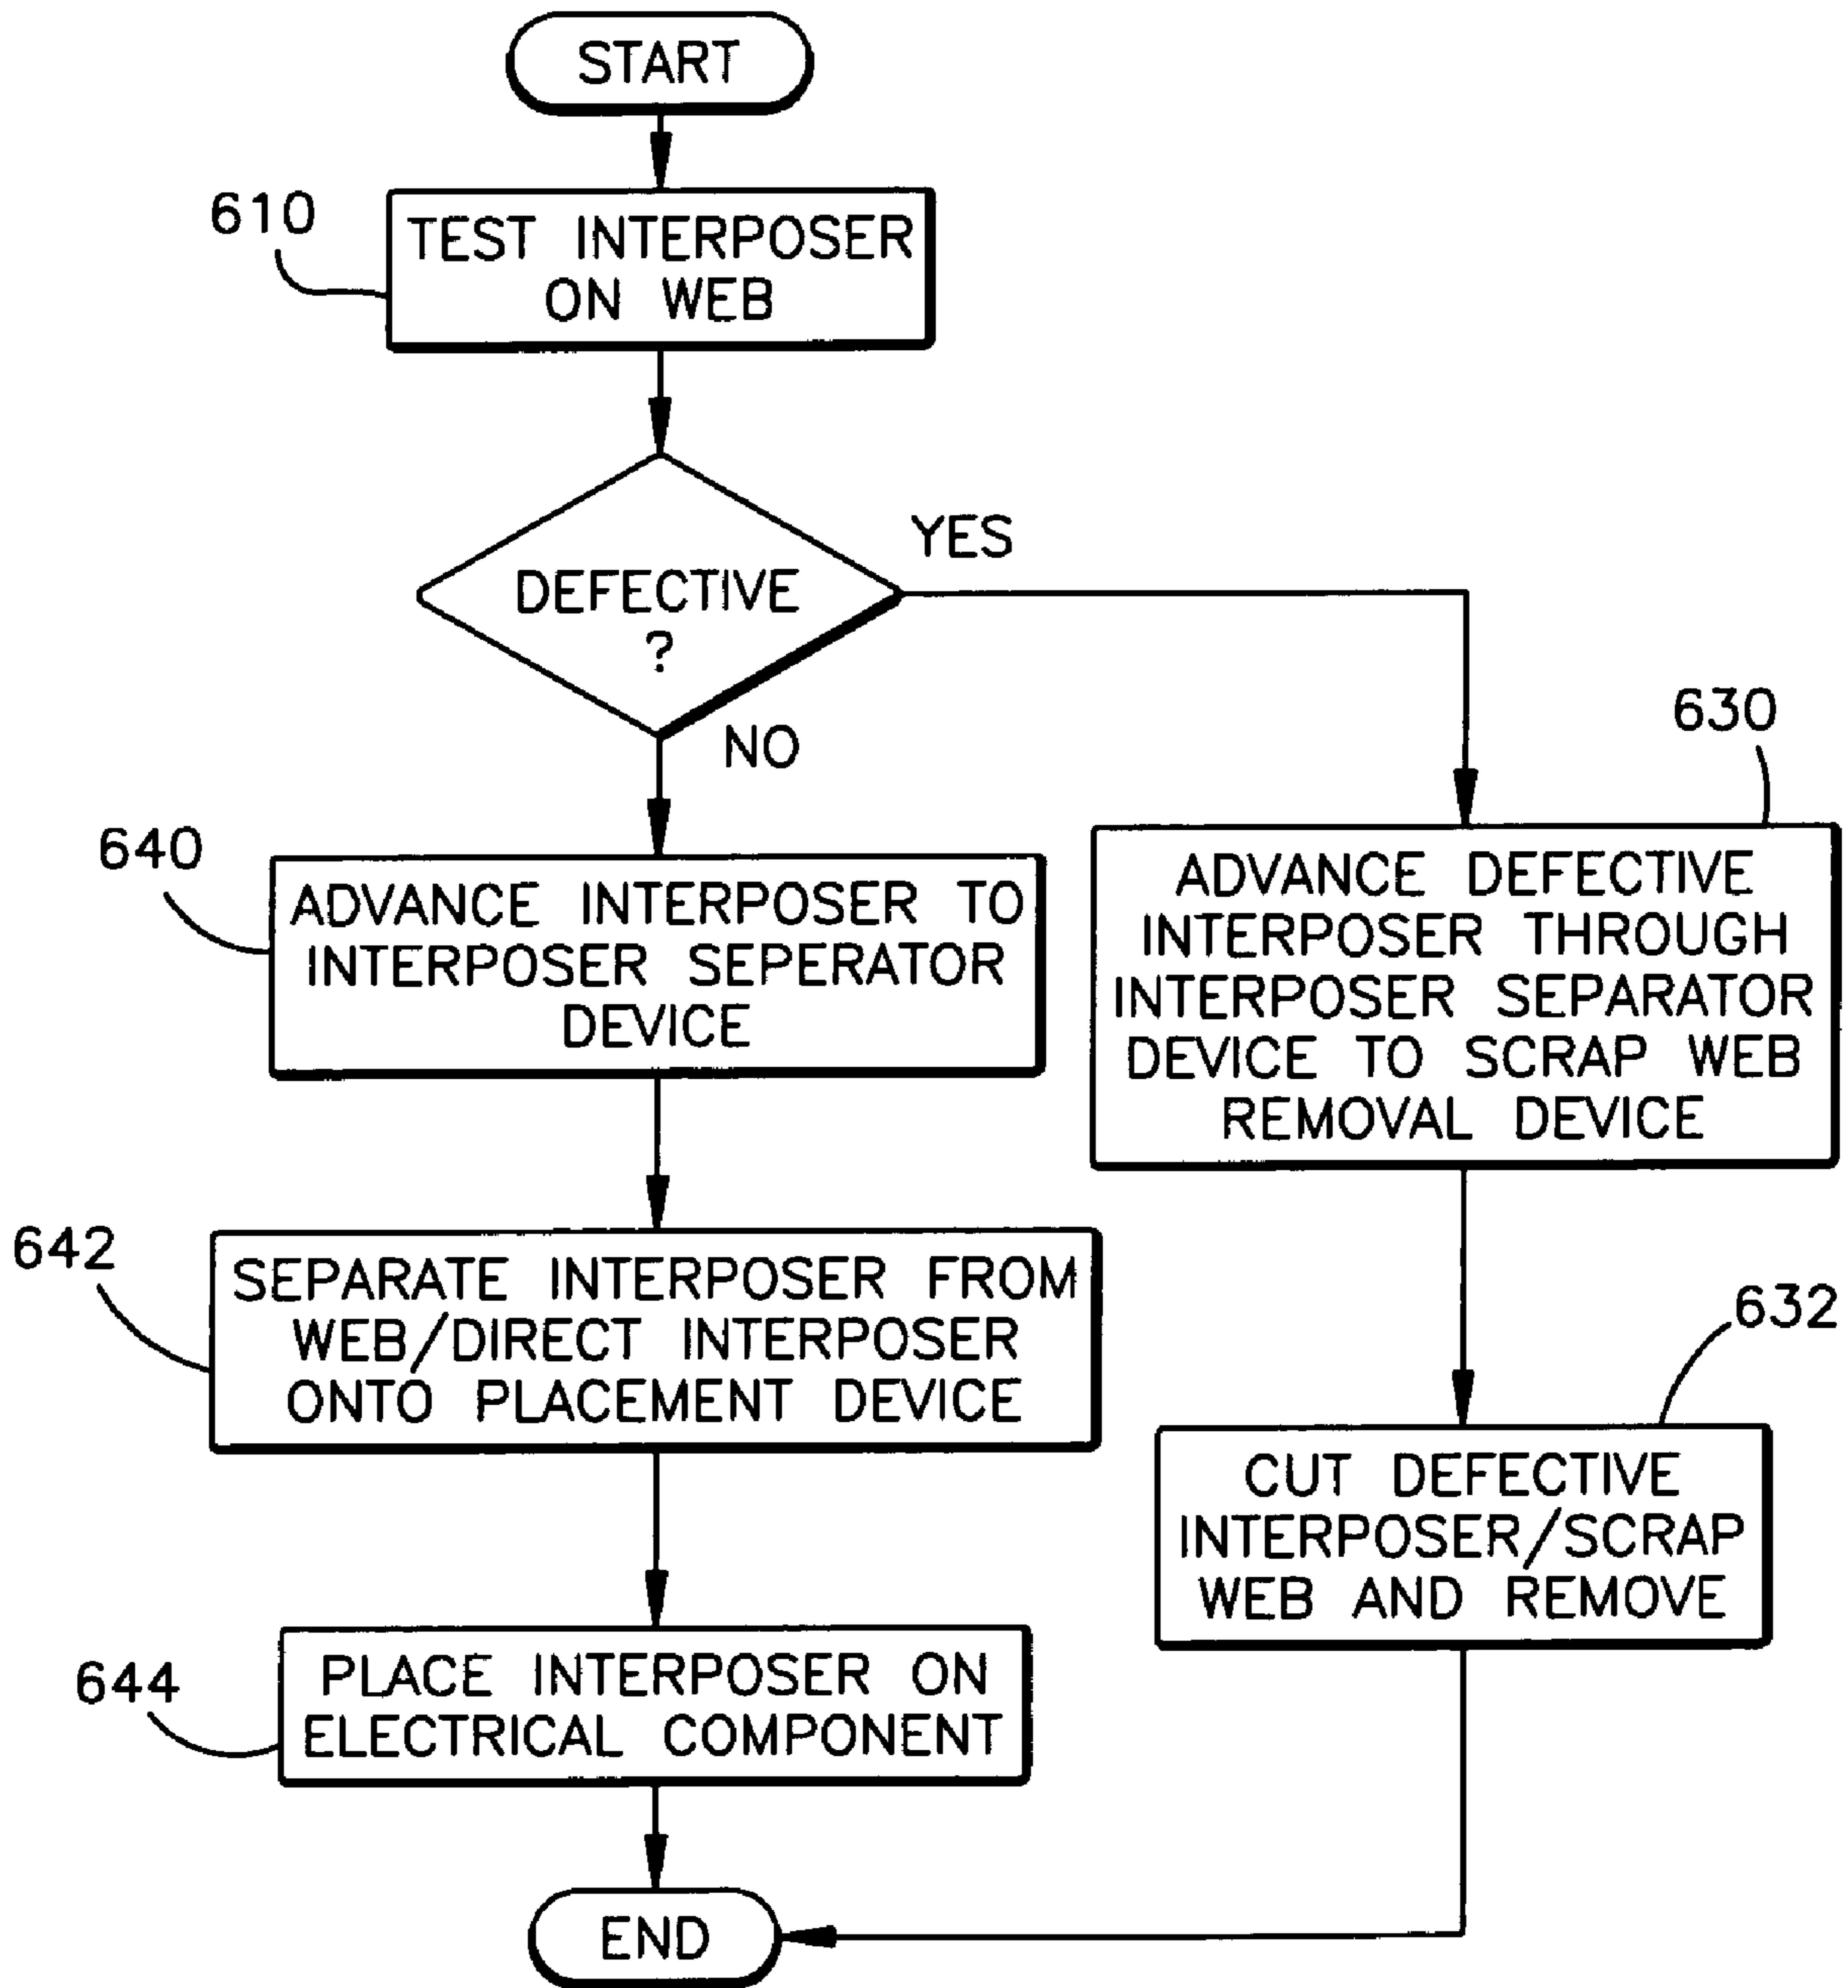 START
610
TEST INTERPOSER
ON WEB
DEFECTIVE
?
YES
NO
640
ADVANCE INTERPOSER TO
INTERPOSER SEPERATOR
DEVICE
642
SEPARATE INTERPOSER FROM
WEB/DIRECT INTERPOSER
ONTO PLACEMENT DEVICE
644
PLACE INTERPOSER ON
ELECTRICAL COMPONENT
630
ADVANCE DEFECTIVE
INTERPOSER THROUGH
INTERPOSER SEPARATOR
DEVICE TO SCRAP WEB
REMOVAL DEVICE
632
CUT DEFECTIVE
INTERPOSER/SCRAP
WEB AND REMOVE
END